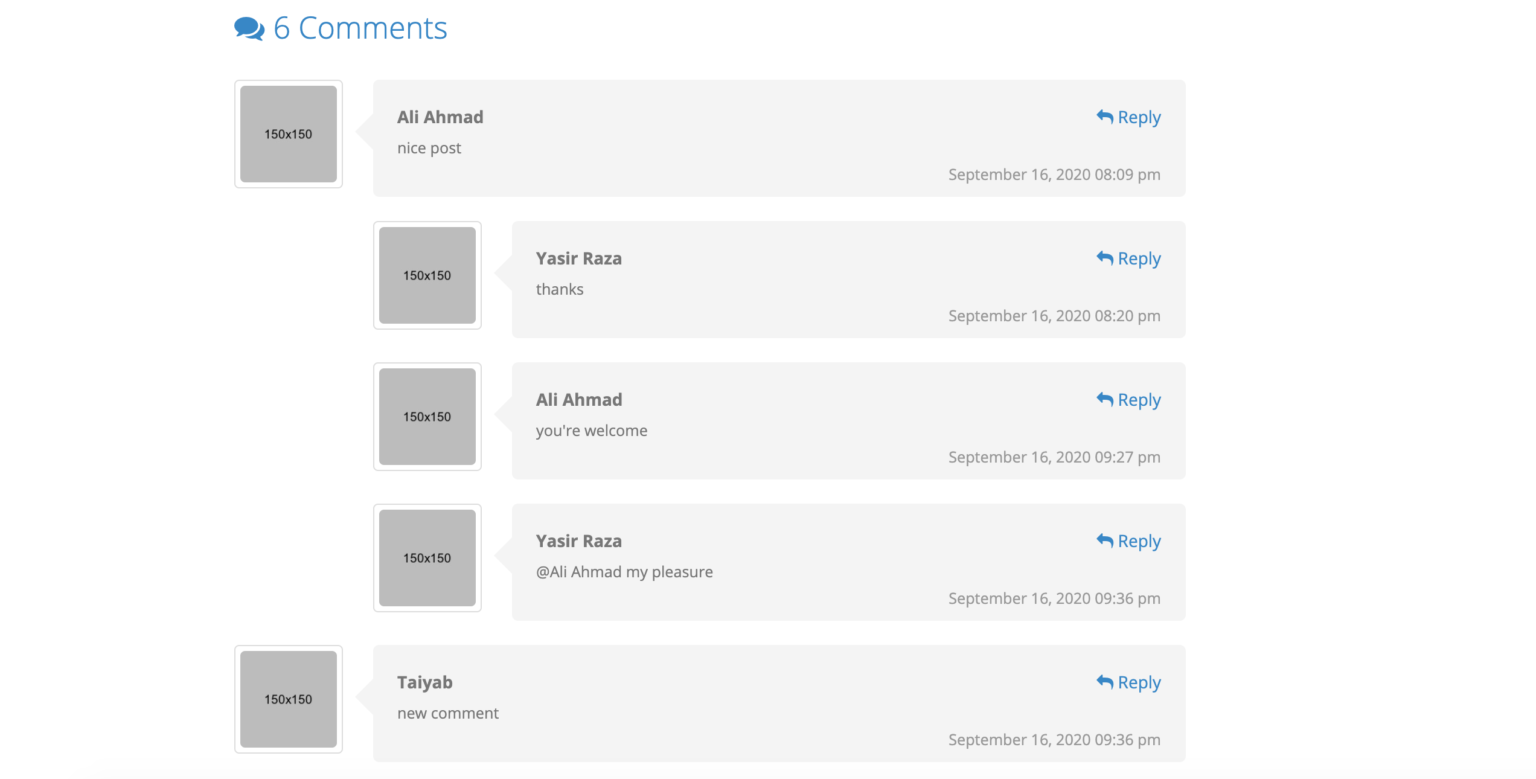 6 Comments
150x150
Ali Ahmad
Reply
nice post
September 16, 2020 08:09 pm
150x150
Yasir Raza
Reply
thanks
September 16, 2020 08:20 pm
150x150
Ali Ahmad
Reply
you're welcome
September 16, 2020 09:27 pm
150x150
Yasir Raza
Reply
@Ali Ahmad my pleasure
September 16, 2020 09:36 pm
150x150
Taiyab
Reply
new comment
September 16, 2020 09:36 pm